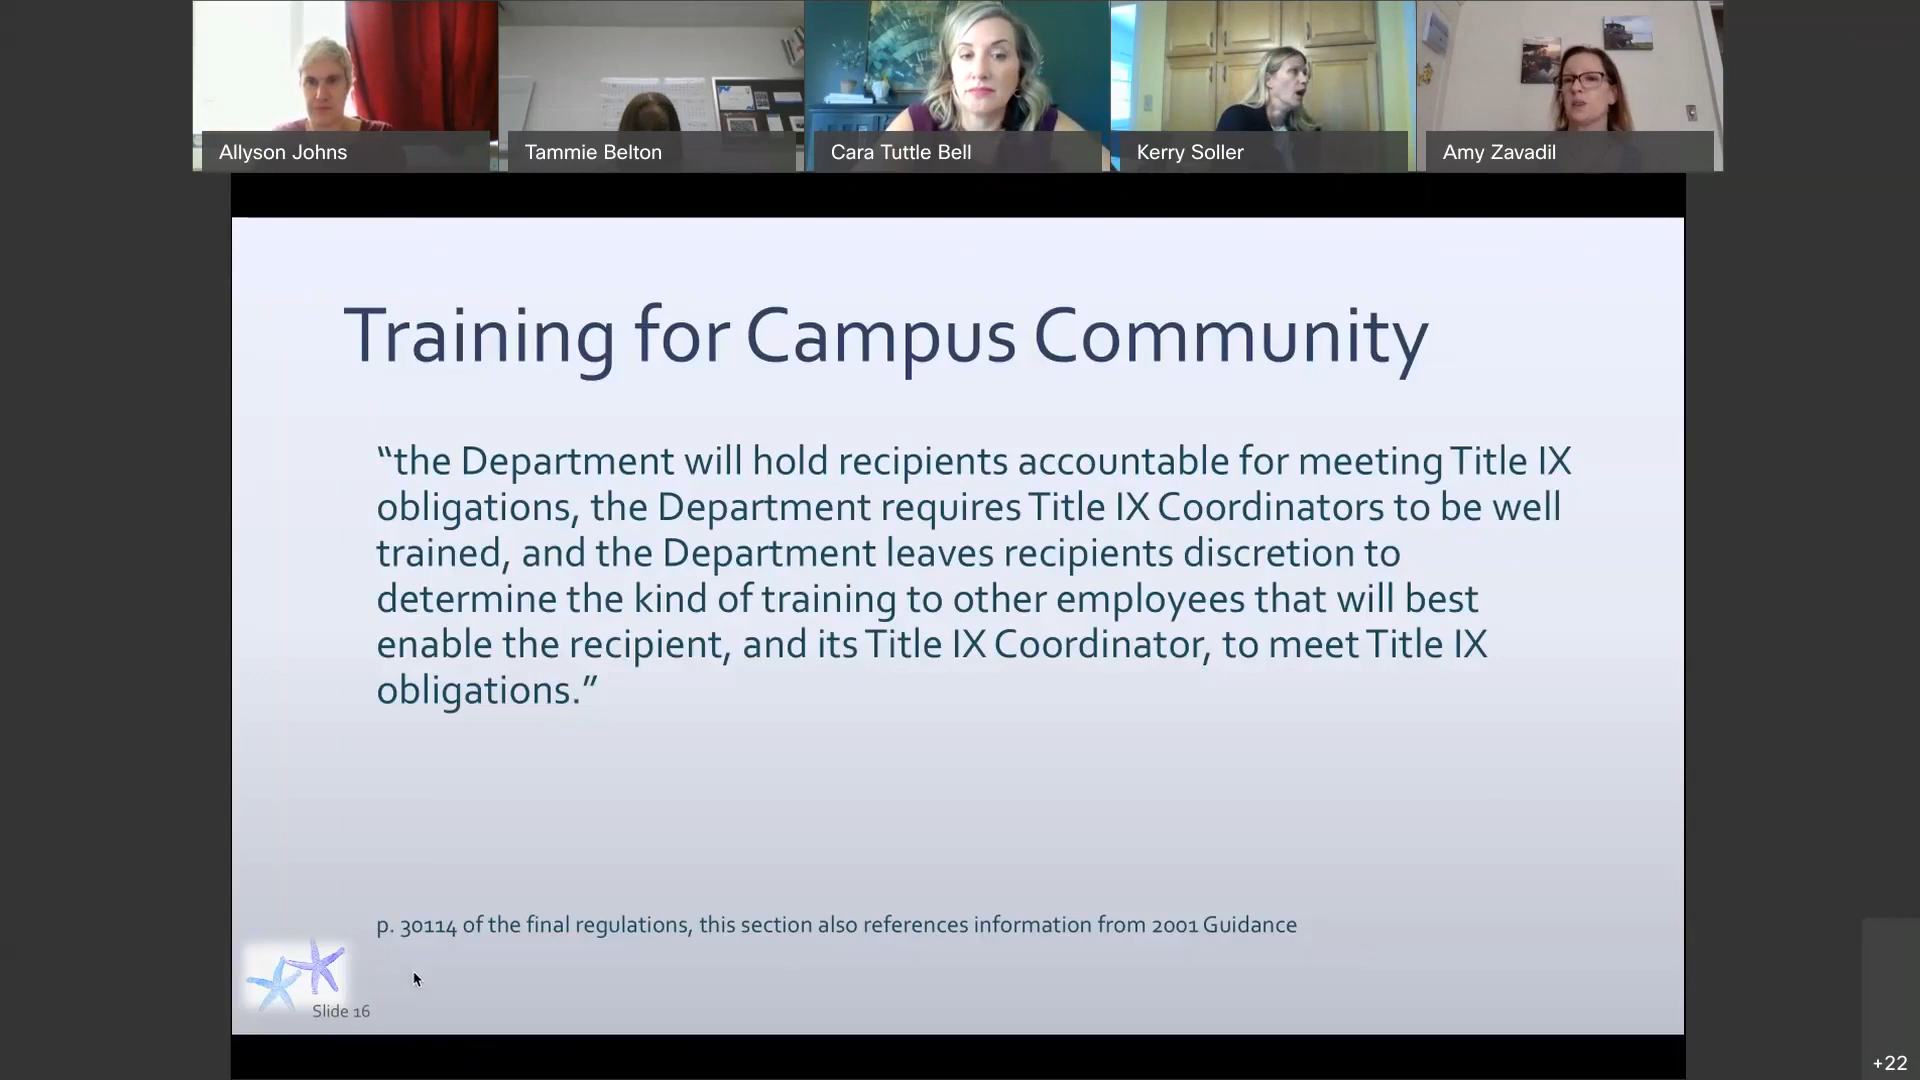 Allyson Johns
Tammie Belton
Cara Tuttle Bell
Kerry Soller
Amy Zavadil
Training for Campus Community
“the Department will hold recipients accountable for meeting Title IX
obligations, the Department requires Title IX Coordinators to be well
trained, and the Department leaves recipients discretion to
determine the kind of training to other employees that will best
enable the recipient, and its Title IX Coordinator, to meet Title IX
obligations.”
p. 30114 of the final regulations, this section also references information from 2001 Guidance
Slide 16
+22